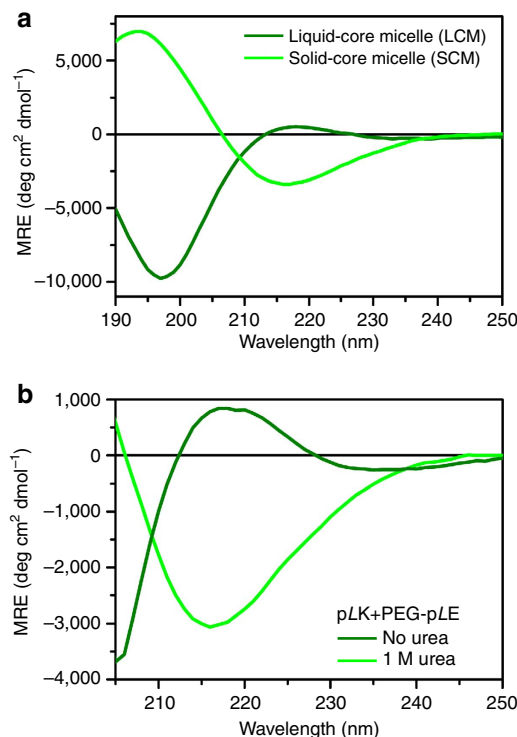 a
Liquid-core micelle (LCM)
Solid-core micelle (SCM)
MRE (deg cm² dmol⁻¹)
5,000
0
–5,000
–10,000
190 200 210 220 230 240 250
Wavelength (nm)
b
MRE (deg cm² dmol⁻¹)
1,000
0
–1,000
–2,000
–3,000
–4,000
pLK+PEG-pLE
No urea
1 M urea
210 220 230 240 250
Wavelength (nm)